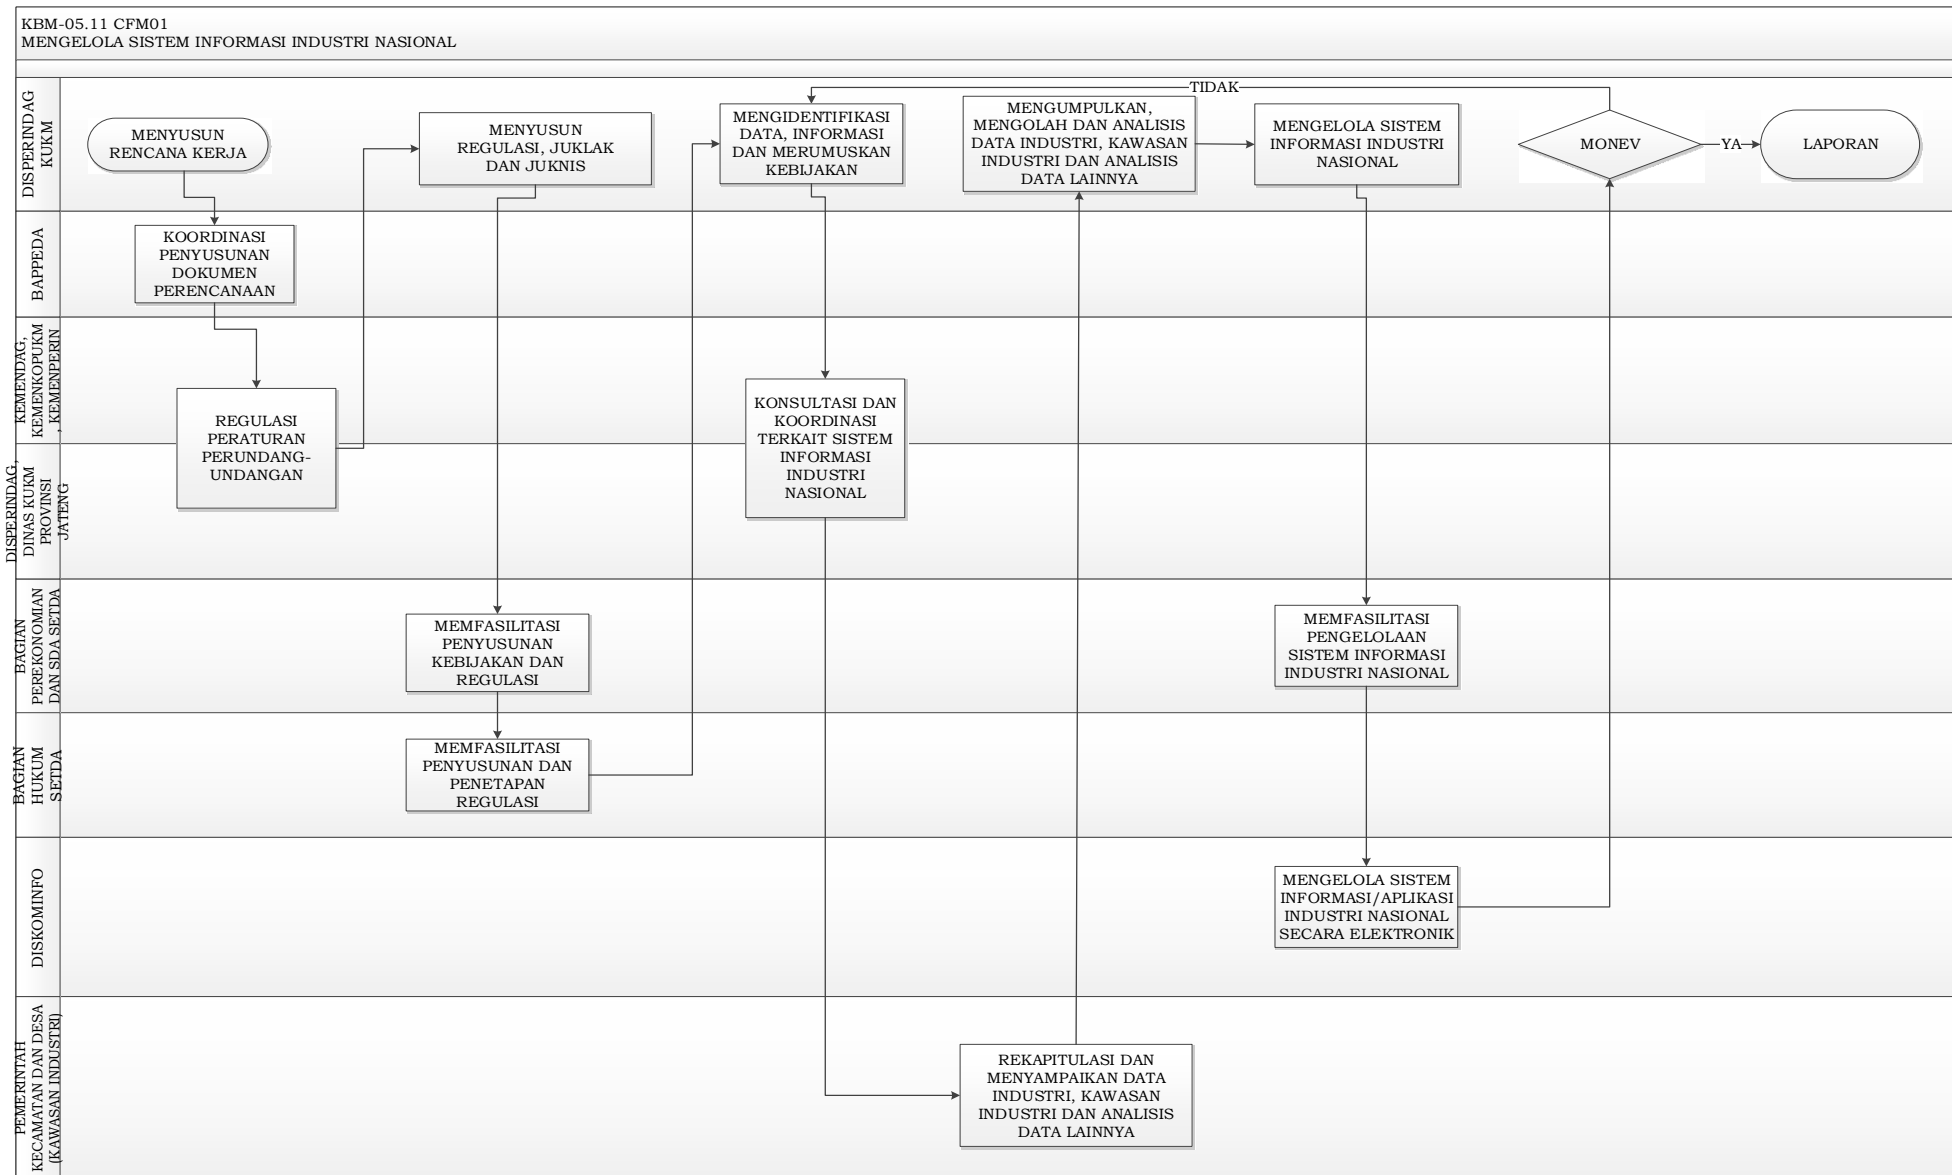 KBM-05.11 CFM01
MENGELOLA SISTEM INFORMASI INDUSTRI NASIONAL
DISPERINDAG
KUKM
MENYUSUN
RENCANA KERJA
MENYUSUN
REGULASI, JUKLAK
DAN JUKNIS
MENGIDENTIFIKASI
DATA, INFORMASI
DAN MERUMUSKAN
KEBIJAKAN
MENGUMPULKAN,
MENGOLAH DAN ANALISIS
DATA INDUSTRI, KAWASAN
INDUSTRI DAN ANALISIS
DATA LAINNYA
TIDAK
MENGELOLA SISTEM
INFORMASI INDUSTRI
NASIONAL
MONEV
YA
LAPORAN
BAPPEDA
KOORDINASI
PENYUSUNAN
DOKUMEN
PERENCANAAN
KEMENDAG,
KEMENKOPUKM
, KEMENPERIN
REGULASI
PERATURAN
PERUNDANG-
UNDANGAN
KONSULTASI DAN
KOORDINASI
TERKAIT SISTEM
INFORMASI
INDUSTRI
NASIONAL
DISPERINDAG,
DINAS KUKM
PROVINSI
JATENG
BAGIAN
PEREKONOMIAN
DAN SDA SETDA
MEMFASILITASI
PENYUSUNAN
KEBIJAKAN DAN
REGULASI
MEMFASILITASI
PENGELOLAAN
SISTEM INFORMASI
INDUSTRI NASIONAL
BAGIAN
HUKUM
SETDA
MEMFASILITASI
PENYUSUNAN DAN
PENETAPAN
REGULASI
DISKOMINFO
MENGELOLA SISTEM
INFORMASI/APLIKASI
INDUSTRI NASIONAL
SECARA ELEKTRONIK
PEMERINTAH
KECAMATAN DAN DESA
(KAWASAN INDUSTRI)
REKAPITULASI DAN
MENYAMPAIKAN DATA
INDUSTRI, KAWASAN
INDUSTRI DAN ANALISIS
DATA LAINNYA